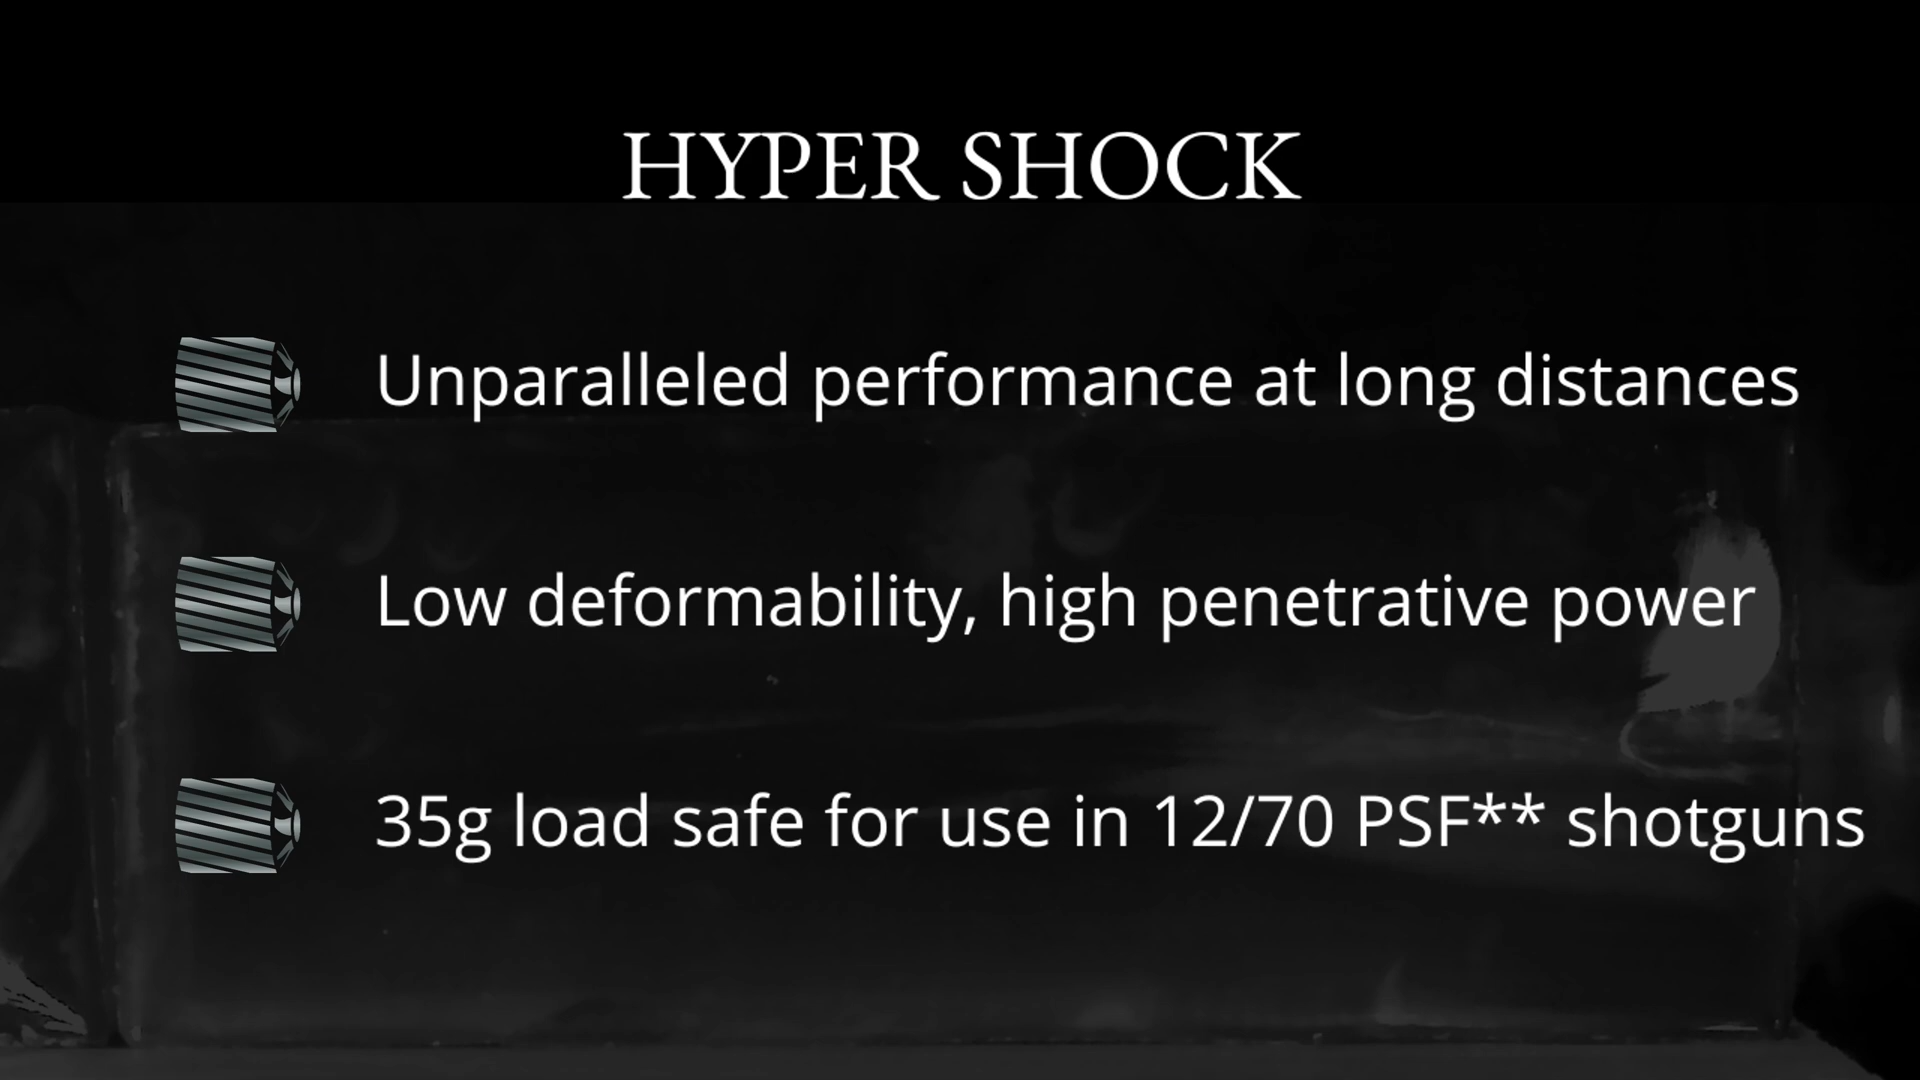 HYPER SHOCK
Unparalleled performance at long distances
Low deformability, high penetrative power
35g load safe for use in 12/70 PSF** shotguns